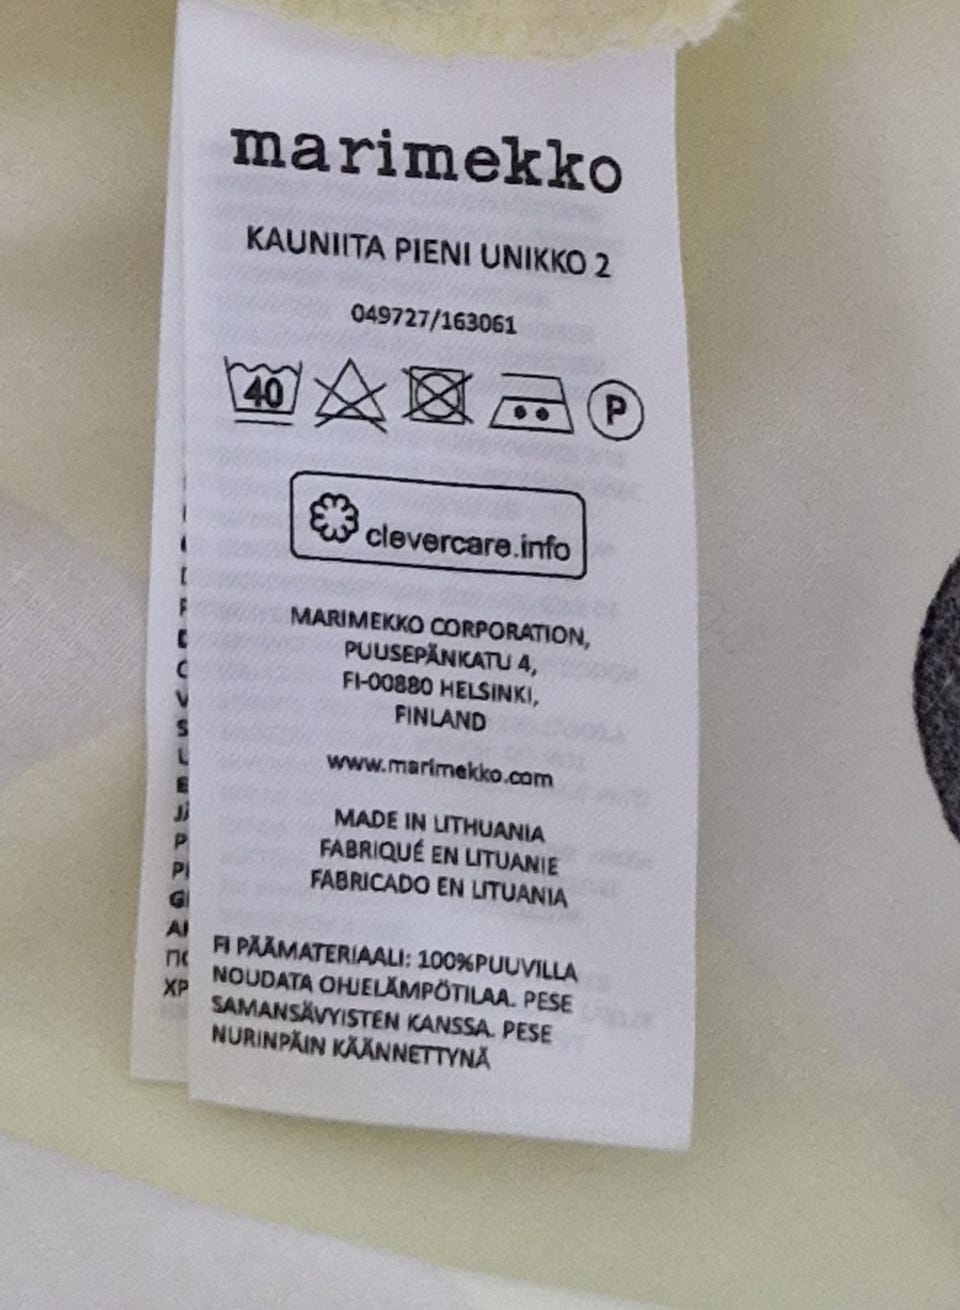 marimekko
KAUNIITA PIENI UNIKKO 2
049727/163061
40
P
clevercare.info
MARIMEKKO CORPORATION,
PUUSEPÄNKATU 4,
FI-00880 HELSINKI,
FINLAND
www.marimekko.com
MADE IN LITHUANIA
FABRIQUÉ EN LITUANIE
FABRICADO EN LITUANIA
FI PÄÄMATERIAALI: 100%PUUVILLA
NOUDATA OHJELÄMPÖTILAA. PESE
SAMANSÄVYISTEN KANSSA. PESE
NURINPÄIN KÄÄNNETTYNÄ